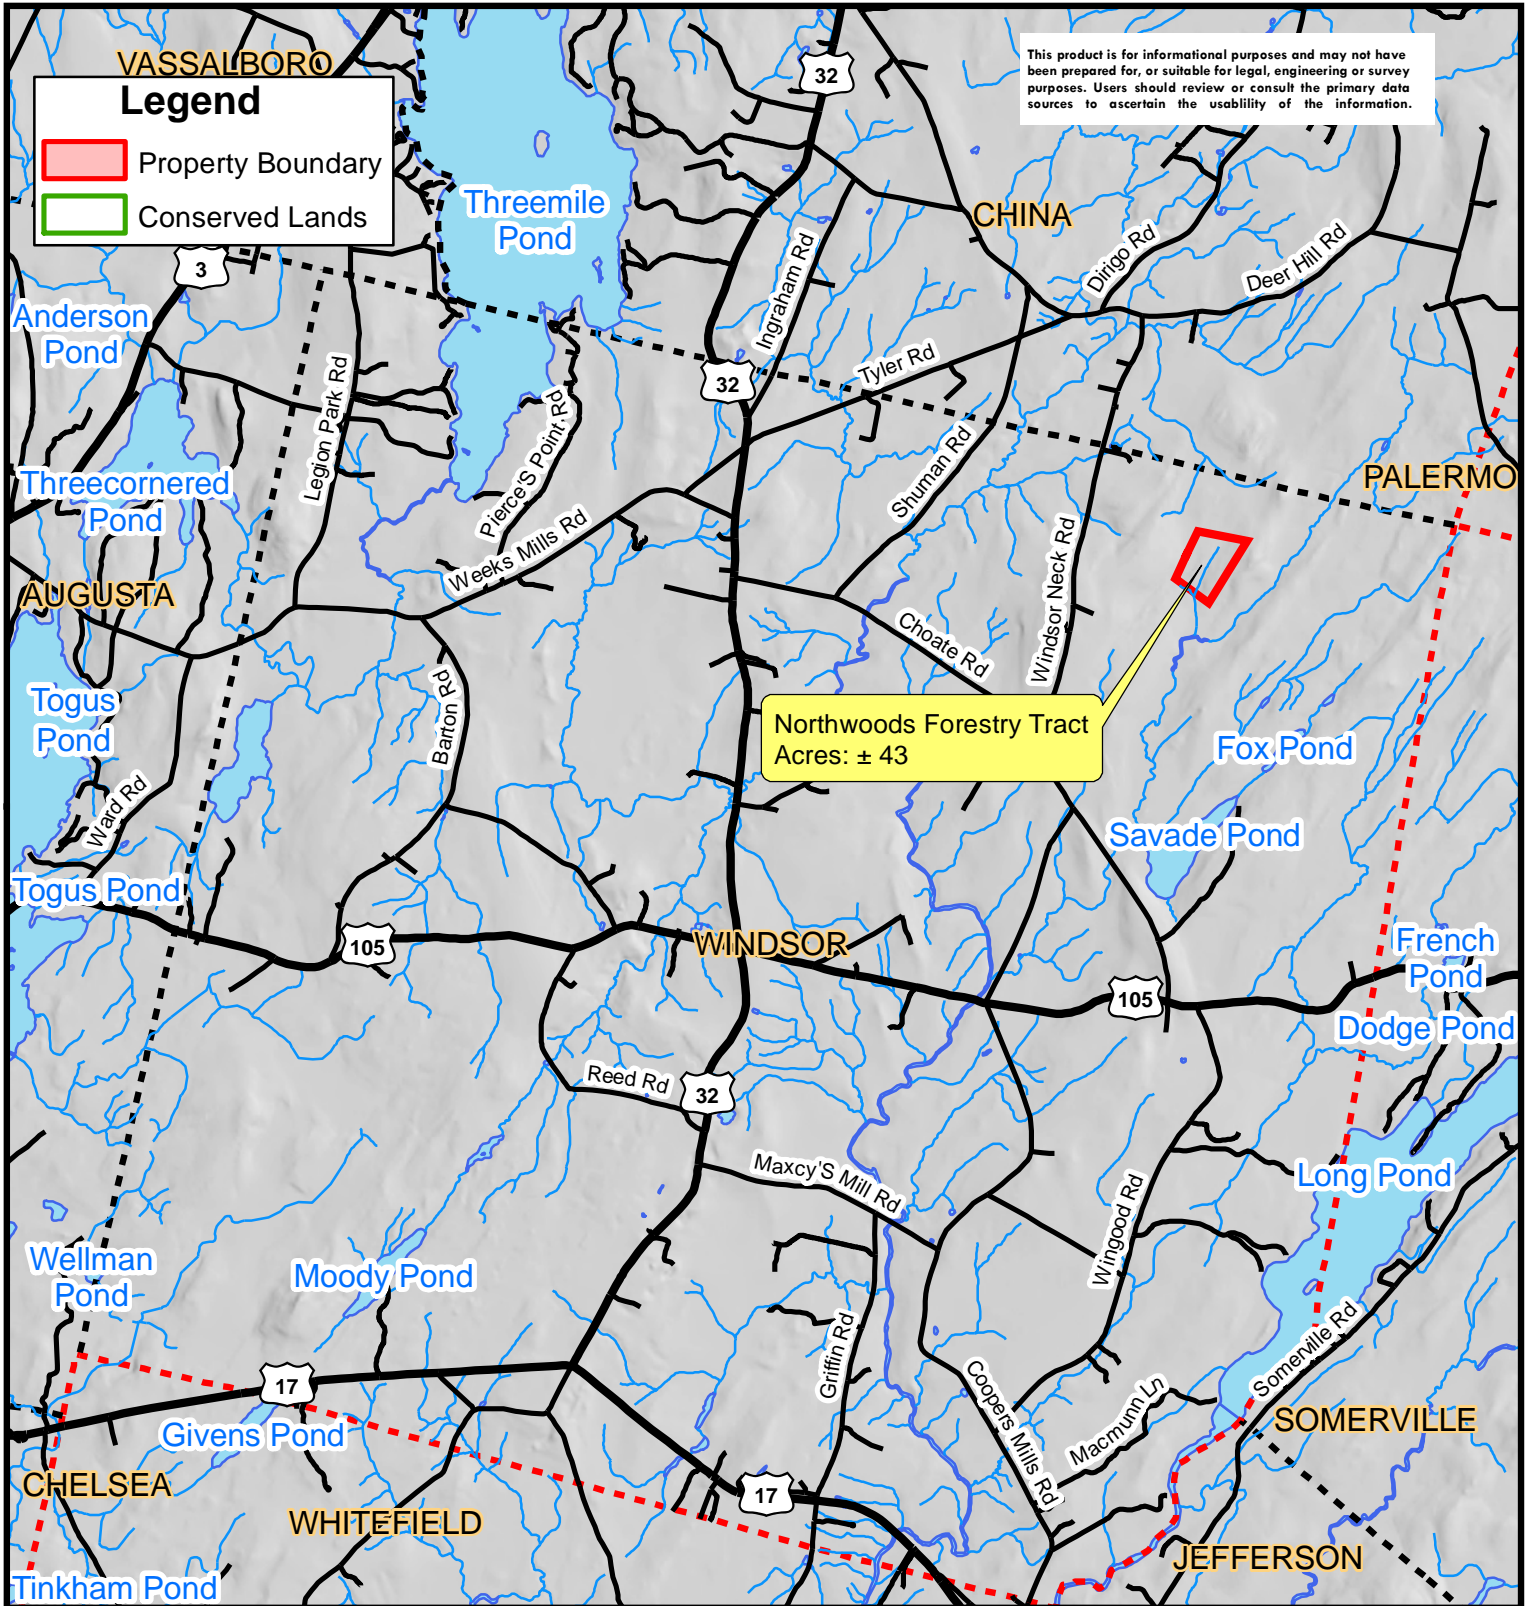 VASSALBORO
Legend
Property Boundary
Conserved Lands
This product is for informational purposes and may not have
been prepared for, or suitable for legal, engineering or survey
purposes. Users should review or consult the primary data
sources to ascertain the usablility of the information.
32
Threemile
Pond
CHINA
Dirigo Rd
Deer Hill Rd
Ingraham Rd
3
Anderson
Pond
Legion Park Rd
32
Tyler Rd
Pierce'S Point Rd
Shuman Rd
PALERMO
Threecornered
Pond
Weeks Mills Rd
Windsor Neck Rd
AUGUSTA
Choate Rd
Togus
Pond
Barton Rd
Northwoods Forestry Tract
Acres: ± 43
Fox Pond
Ward Rd
Savade Pond
Togus Pond
105
WINDSOR
French
Pond
105
Dodge Pond
Reed Rd
32
Maxcy'S Mill Rd
Long Pond
Wingood Rd
Wellman
Pond
Moody Pond
Griffin Rd
Somerville Rd
17
Coopers Mills Rd
Macmunn Ln
Givens Pond
SOMERVILLE
CHELSEA
17
WHITEFIELD
JEFFERSON
Tinkham Pond